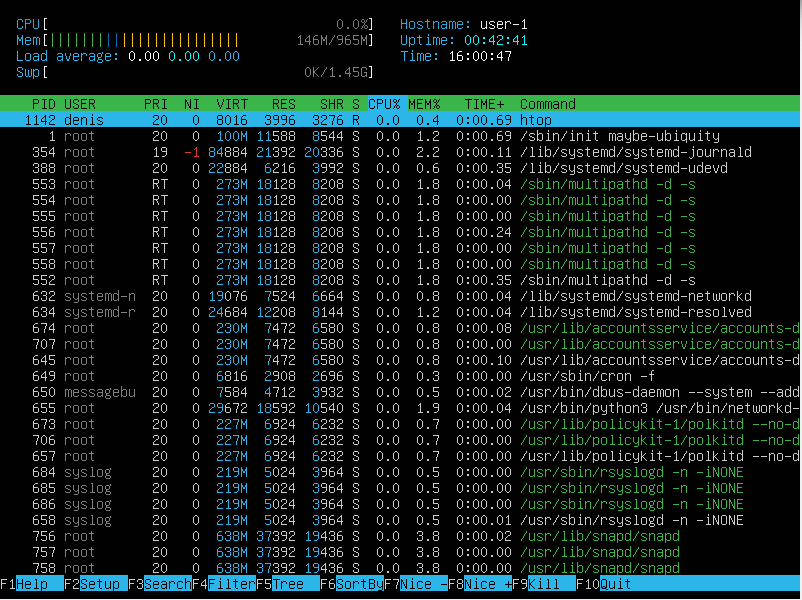 CPU[ 0.0%] Hostname: user-1
Mem[||||||||||||||||||||||||| 146M/965M] Uptime: 00:42:41
Load average: 0.00 0.00 0.00 Time: 16:00:47
Swp[ 0K/1.45G]
PID USER PRI NI VIRT RES SHR S CPU% MEM% TIME+ Command
1142 denis 20 0 8016 3996 3276 R 0.0 0.4 0:00.69 htop
1 root 20 0 100M 11588 8544 S 0.0 1.2 0:00.69 /sbin/init maybe-ubiquity
354 root 19 -1 84884 21392 20336 S 0.0 2.2 0:00.11 /lib/systemd/systemd-journald
388 root 20 0 22884 6216 3992 S 0.0 0.6 0:00.35 /lib/systemd/systemd-udevd
553 root RT 0 273M 18128 8208 S 0.0 1.8 0:00.04 /sbin/multipathd -d -s
554 root RT 0 273M 18128 8208 S 0.0 1.8 0:00.00 /sbin/multipathd -d -s
555 root RT 0 273M 18128 8208 S 0.0 1.8 0:00.00 /sbin/multipathd -d -s
556 root RT 0 273M 18128 8208 S 0.0 1.8 0:00.24 /sbin/multipathd -d -s
557 root RT 0 273M 18128 8208 S 0.0 1.8 0:00.00 /sbin/multipathd -d -s
558 root RT 0 273M 18128 8208 S 0.0 1.8 0:00.00 /sbin/multipathd -d -s
552 root RT 0 273M 18128 8208 S 0.0 1.8 0:00.35 /sbin/multipathd -d -s
632 systemd-n 20 0 19076 7524 6664 S 0.0 0.8 0:00.04 /lib/systemd/systemd-networkd
634 systemd-r 20 0 24684 12208 8144 S 0.0 1.2 0:00.04 /lib/systemd/systemd-resolved
674 root 20 0 230M 7472 6580 S 0.0 0.8 0:00.08 /usr/lib/accountsservice/accounts-d
707 root 20 0 230M 7472 6580 S 0.0 0.8 0:00.00 /usr/lib/accountsservice/accounts-d
645 root 20 0 230M 7472 6580 S 0.0 0.8 0:00.10 /usr/lib/accountsservice/accounts-d
649 root 20 0 6816 2908 2696 S 0.0 0.3 0:00.00 /usr/sbin/cron -f
650 messagebu 20 0 7584 4712 3932 S 0.0 0.5 0:00.02 /usr/bin/dbus-daemon --system --add
655 root 20 0 29672 18592 10540 S 0.0 1.9 0:00.04 /usr/bin/python3 /usr/bin/networkd-
673 root 20 0 227M 6924 6232 S 0.0 0.7 0:00.00 /usr/lib/policykit-1/polkitd --no-d
706 root 20 0 227M 6924 6232 S 0.0 0.7 0:00.00 /usr/lib/policykit-1/polkitd --no-d
657 root 20 0 227M 6924 6232 S 0.0 0.7 0:00.00 /usr/lib/policykit-1/polkitd --no-d
684 syslog 20 0 219M 5024 3964 S 0.0 0.5 0:00.00 /usr/sbin/rsyslogd -n -iNONE
685 syslog 20 0 219M 5024 3964 S 0.0 0.5 0:00.00 /usr/sbin/rsyslogd -n -iNONE
686 syslog 20 0 219M 5024 3964 S 0.0 0.5 0:00.00 /usr/sbin/rsyslogd -n -iNONE
658 syslog 20 0 219M 5024 3964 S 0.0 0.5 0:00.01 /usr/sbin/rsyslogd -n -iNONE
756 root 20 0 638M 37392 19436 S 0.0 3.8 0:00.02 /usr/lib/snapd/snapd
757 root 20 0 638M 37392 19436 S 0.0 3.8 0:00.00 /usr/lib/snapd/snapd
758 root 20 0 638M 37392 19436 S 0.0 3.8 0:00.00 /usr/lib/snapd/snapd
F1Help F2Setup F3SearchF4FilterF5Tree F6SortByF7Nice -F8Nice +F9Kill F10Quit